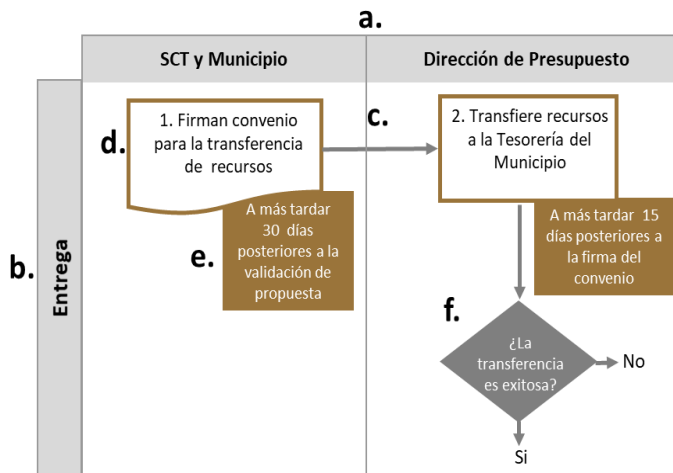 a.
SCT y Municipio
Dirección de Presupuesto
b.
Entrega
d.
1. Firman convenio
para la transferencia
de recursos
c.
2. Transfiere recursos
a la Tesorería del
Municipio
e.
A más tardar
30 días
posteriores a la
validación de
propuesta
A más tardar 15
días posteriores a
la firma del
convenio
f.
¿La
transferencia
es exitosa?
No
Si